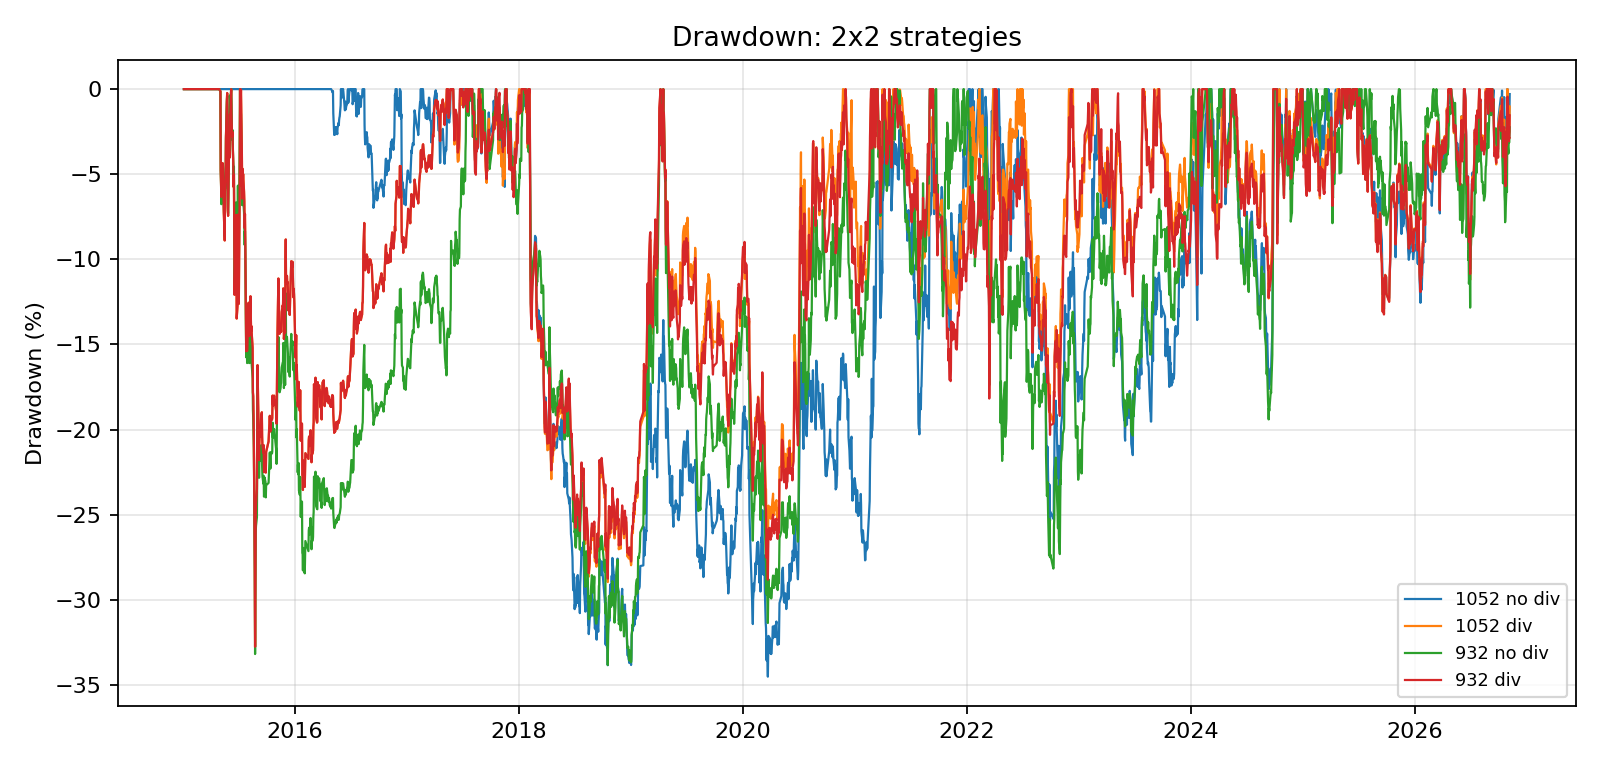 Drawdown: 2x2 strategies
Drawdown (%)
0
−5
−10
−15
−20
−25
−30
−35
2016
2018
2020
2022
2024
2026
1052 no div
1052 div
932 no div
932 div